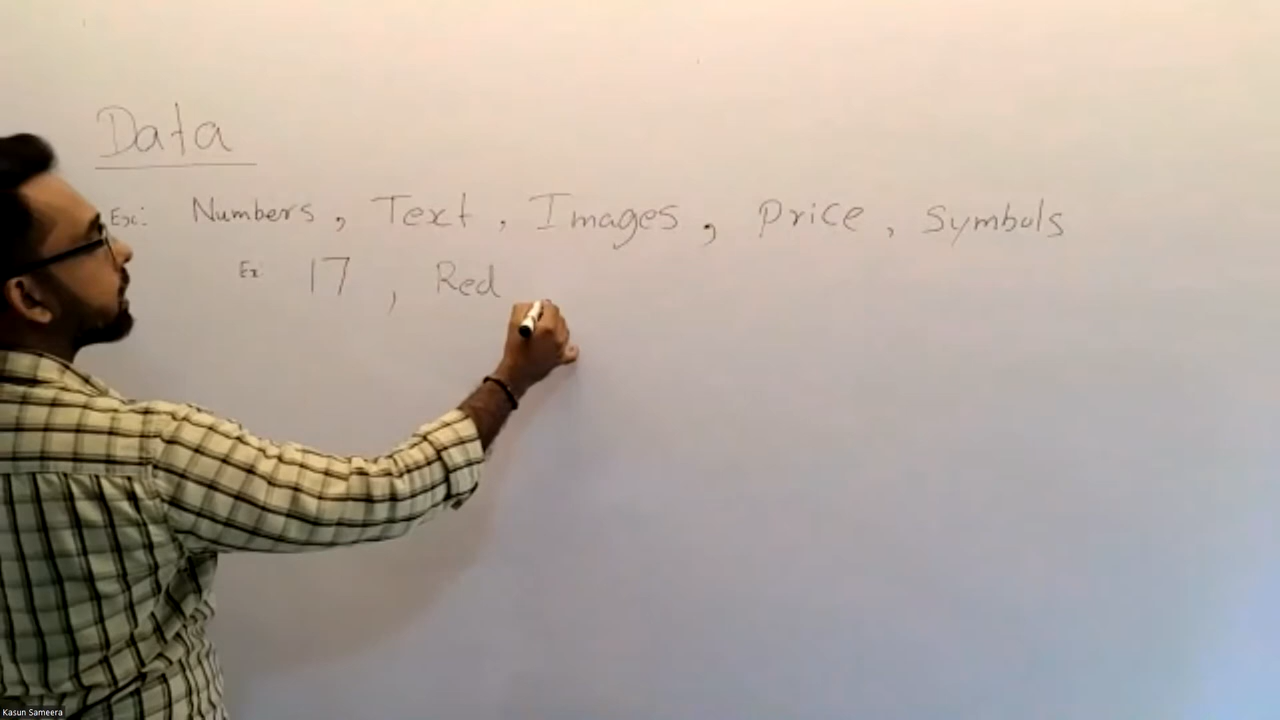 Data
Ex: Numbers, Text, Images, Price, Symbols
Ex: 17, Red
Kasun Sameera